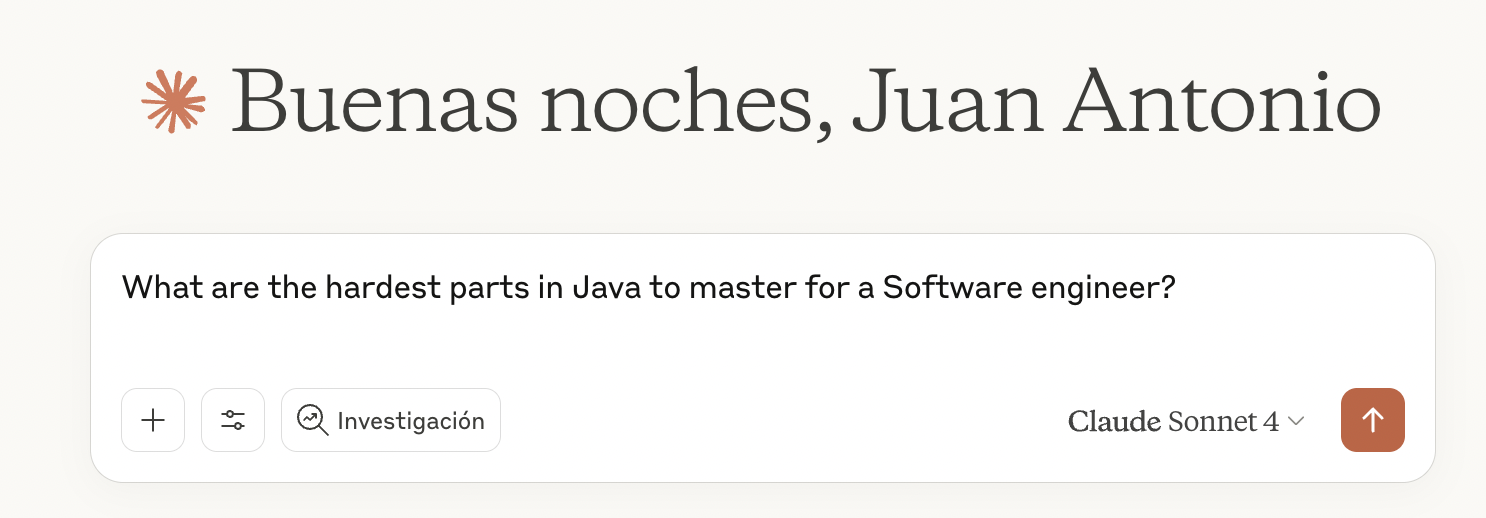 Buenas noches, Juan Antonio
What are the hardest parts in Java to master for a Software engineer?
Investigación
Claude Sonnet 4